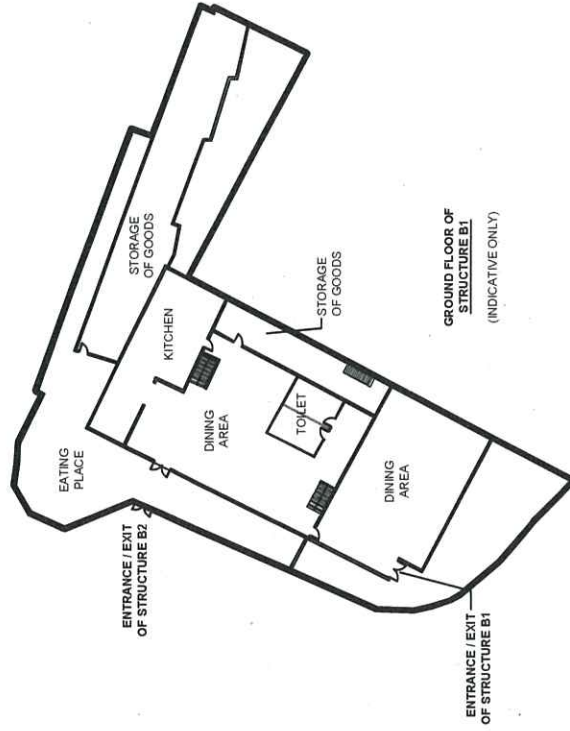 STORAGE
OF GOODS
KITCHEN
STORAGE
OF GOODS
EATING
PLACE
DINING
AREA
TOILET
DINING
AREA
ENTRANCE / EXIT
OF STRUCTURE B2
ENTRANCE / EXIT
OF STRUCTURE B1
GROUND FLOOR OF
STRUCTURE B1
(INDICATIVE ONLY)